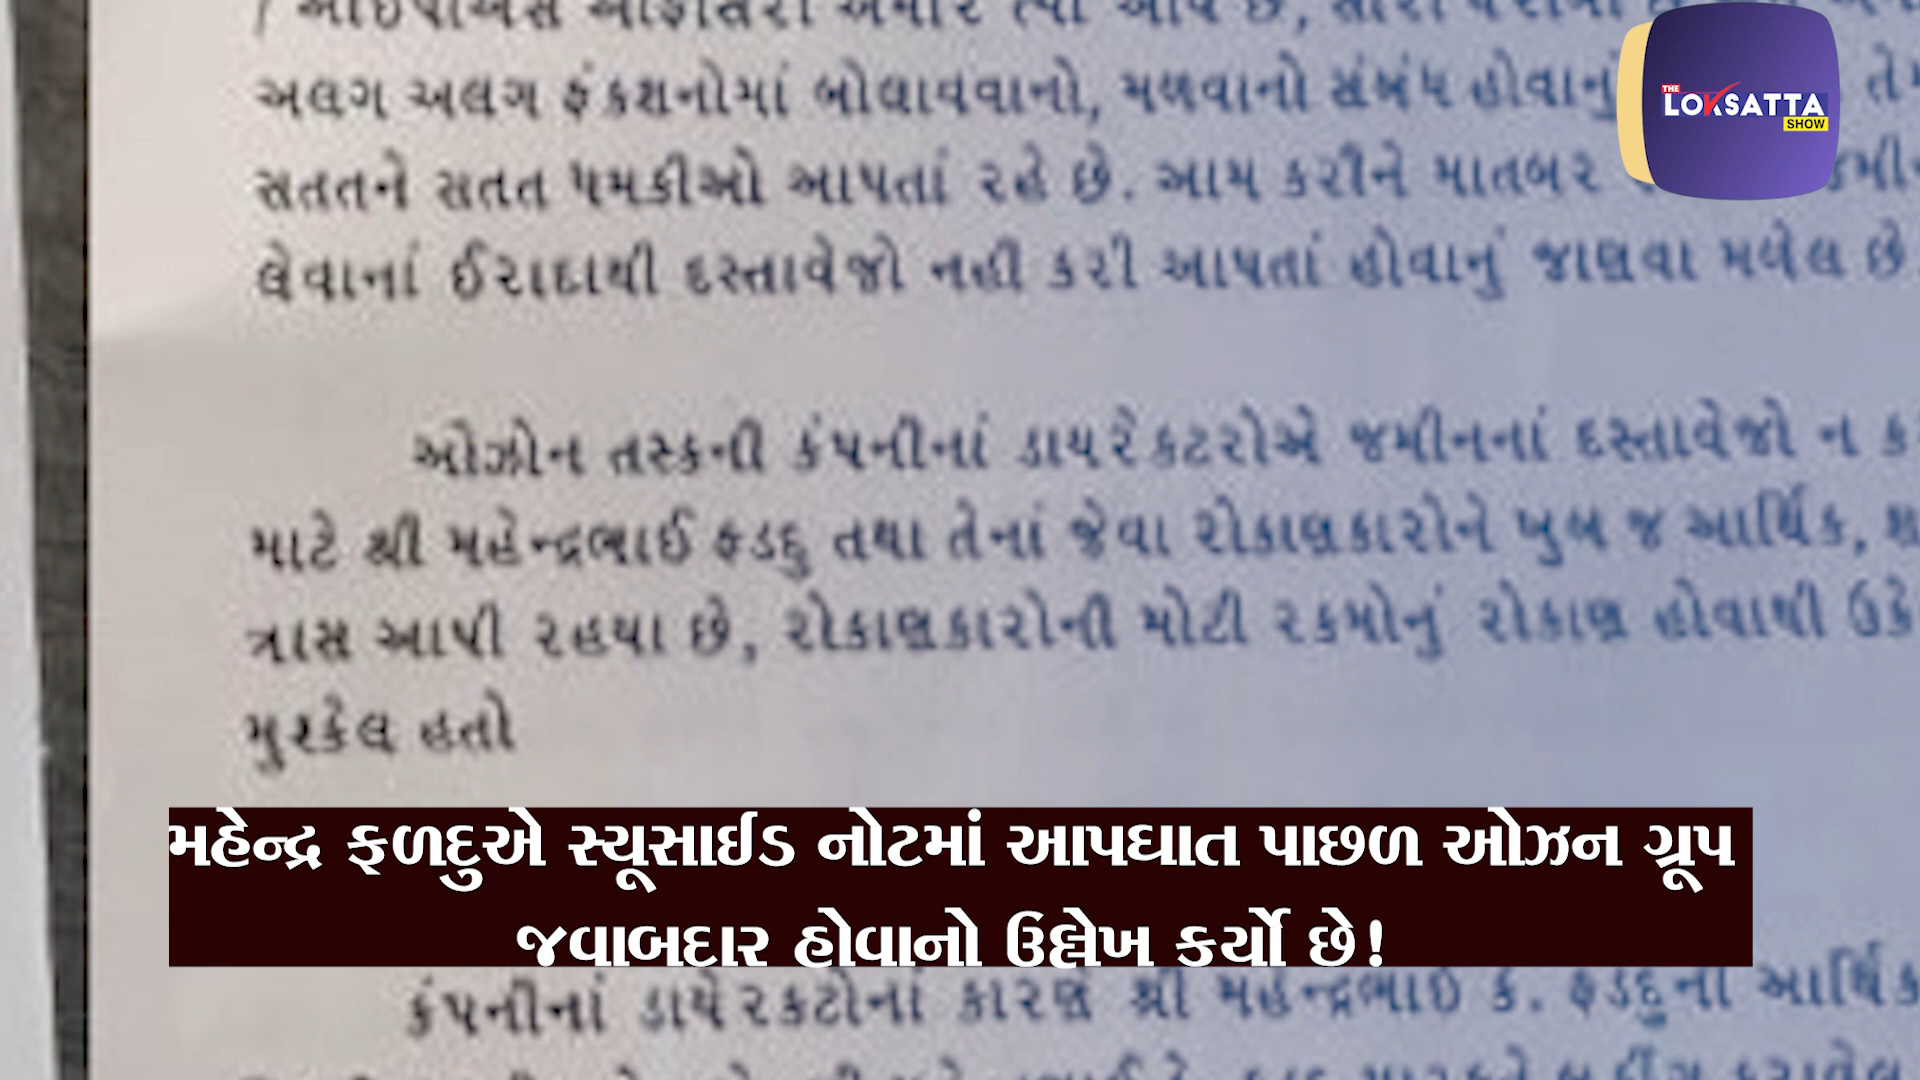 અલગ અલગ ફંકશનોમાં બોલાવવાનો, મળવાનો સંબંધ હોવાનું
THE LOKSATTA SHOW
સતતને સતત ધમકીઓ આપતાં રહે છે. આમ કરીને માતબર
લેવાનાં ઈરાદાથી દસ્તાવેજો નહી કરી આપતાં હોવાનું જાણવા મળેલ છે
ઓઝોન તસ્કની કંપનીનાં ડાયરેકટરોએ જમીનનાં દસ્તાવેજો ન
માટે શ્રી મહેન્દ્રભાઈ ફડદુ તથા તેનાં જેવા રોકાણકારોને ખુબ જ આર્થિક,
ત્રાસ આપી રહયા છે, રોકાણકારોની મોટી રકમોનું રોકાણ હોવાથી
મુશ્કેલ હતો
મહેન્દ્ર ફળદુએ સ્યૂસાઈડ નોટમાં આપઘાત પાછળ ઓઝન ગ્રૂપ
જવાબદાર હોવાનો ઉલ્લેખ કર્યો છે!
કંપનીનાં ડાયેરકટોનાં કારણે શ્રી મહેન્દ્રભાઈ કે. ફડદુની આર્થિક